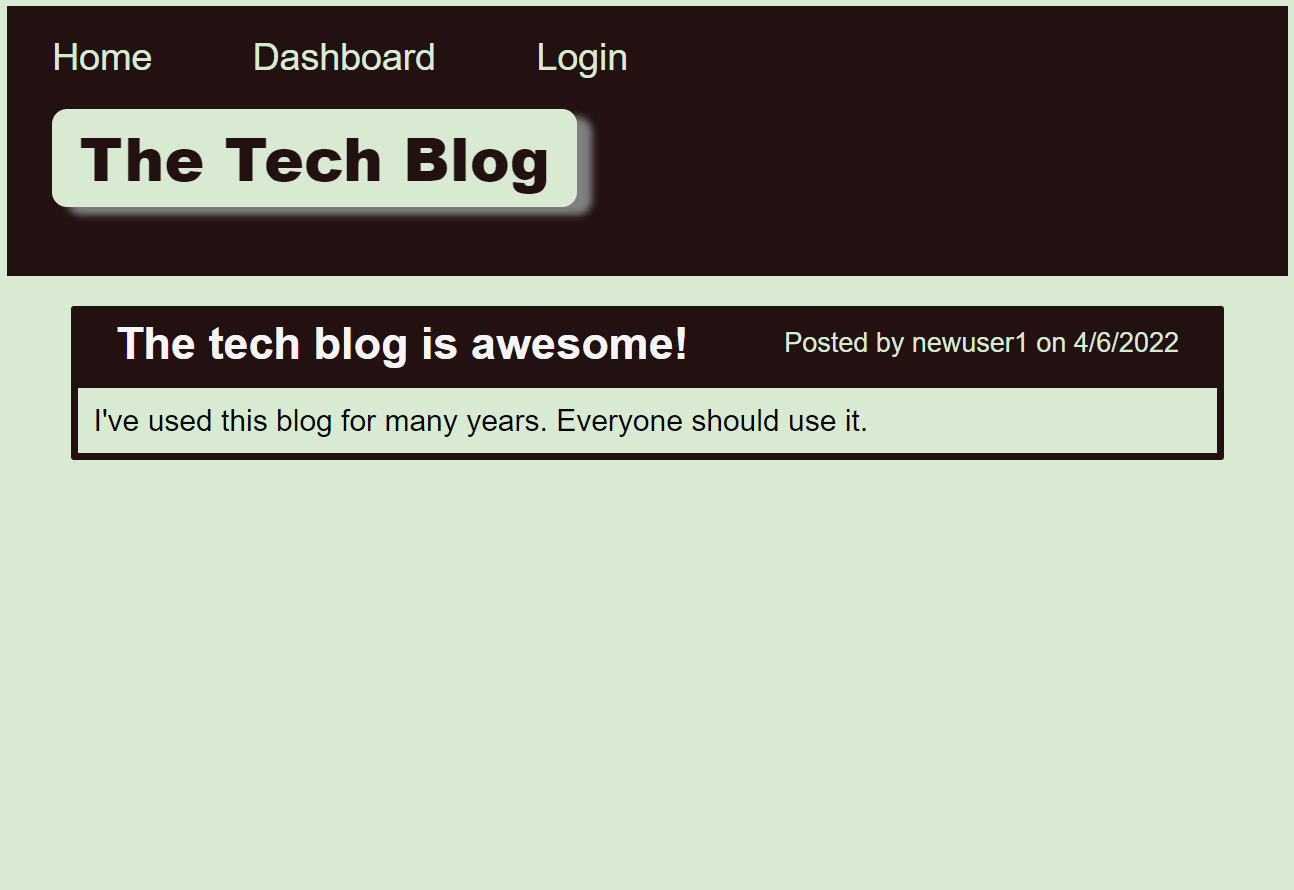 Home Dashboard Login
The Tech Blog
The tech blog is awesome! Posted by newuser1 on 4/6/2022
I've used this blog for many years. Everyone should use it.